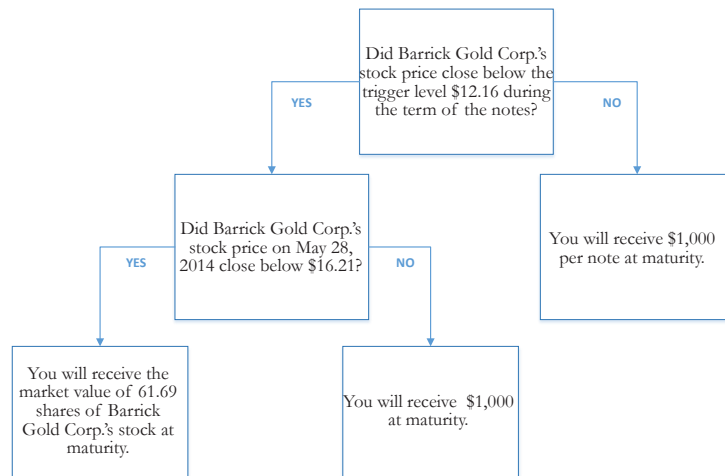 Did Barrick Gold Corp.'s
stock price close below the
trigger level $12.16 during
the term of the notes?
YES
NO
Did Barrick Gold Corp.'s
stock price on May 28,
2014 close below $16.21?
You will receive $1,000
per note at maturity.
YES
NO
You will receive the
market value of 61.69
shares of Barrick
Gold Corp.'s stock at
maturity.
You will receive $1,000
at maturity.